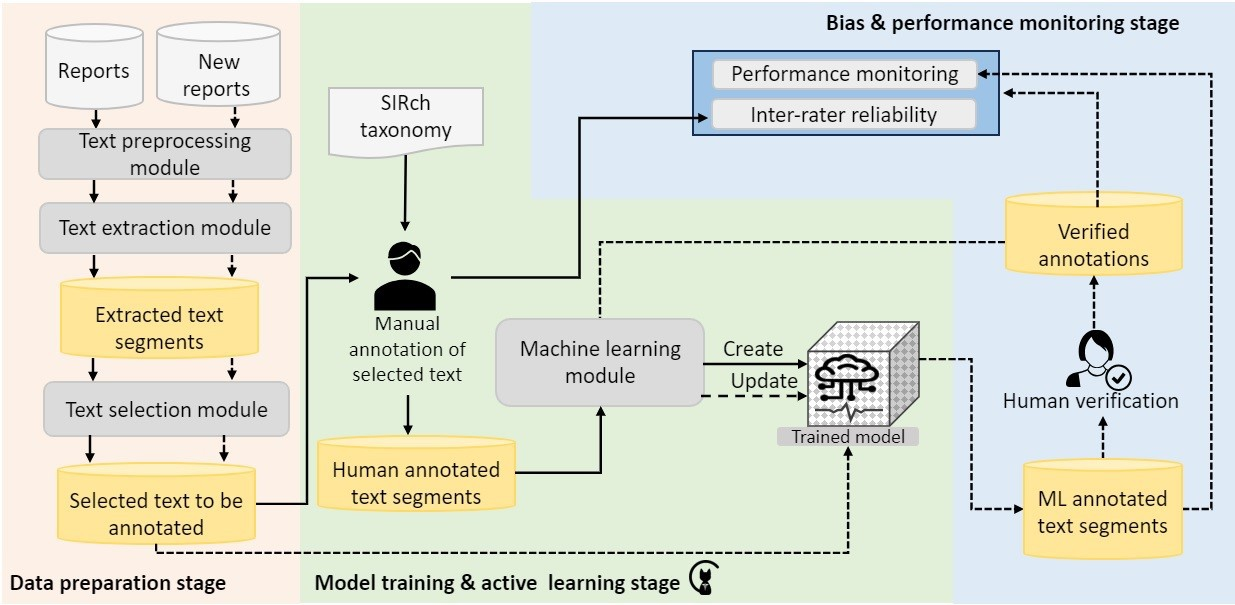 Bias & performance monitoring stage
Reports
New
reports
Text preprocessing
module
Text extraction module
Extracted text
segments
Text selection module
Selected text to be
annotated
Data preparation stage
SIRch
taxonomy
Manual
annotation of
selected text
Human annotated
text segments
Machine learning
module
Create
Update
Trained model
Model training & active learning stage
Performance monitoring
Inter-rater reliability
Verified
annotations
Human verification
ML annotated
text segments